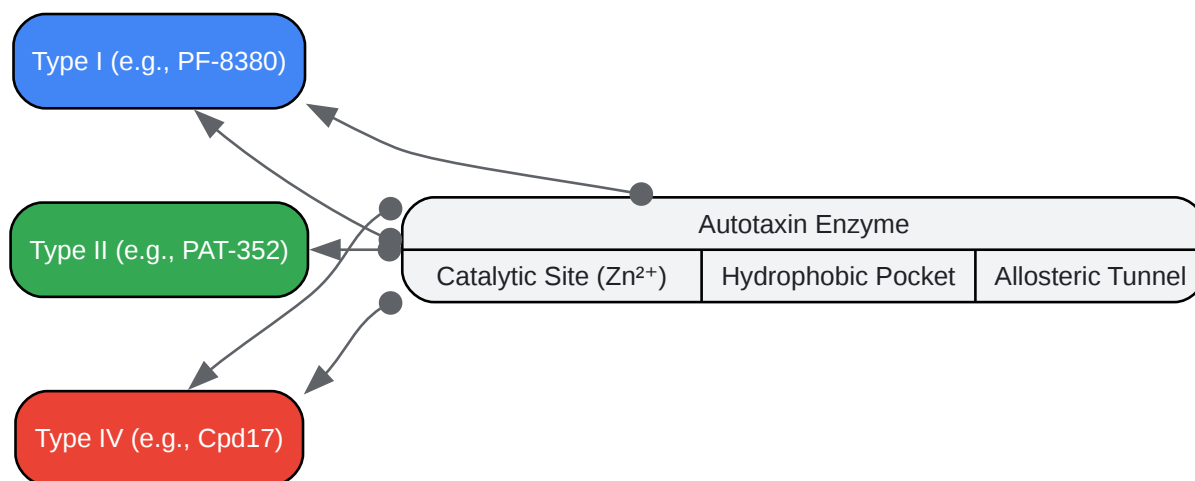 Type I (e.g., PF-8380)
Type II (e.g., PAT-352)
Type IV (e.g., Cpd17)
Autotaxin Enzyme
Catalytic Site (Zn²⁺)
Hydrophobic Pocket
Allosteric Tunnel